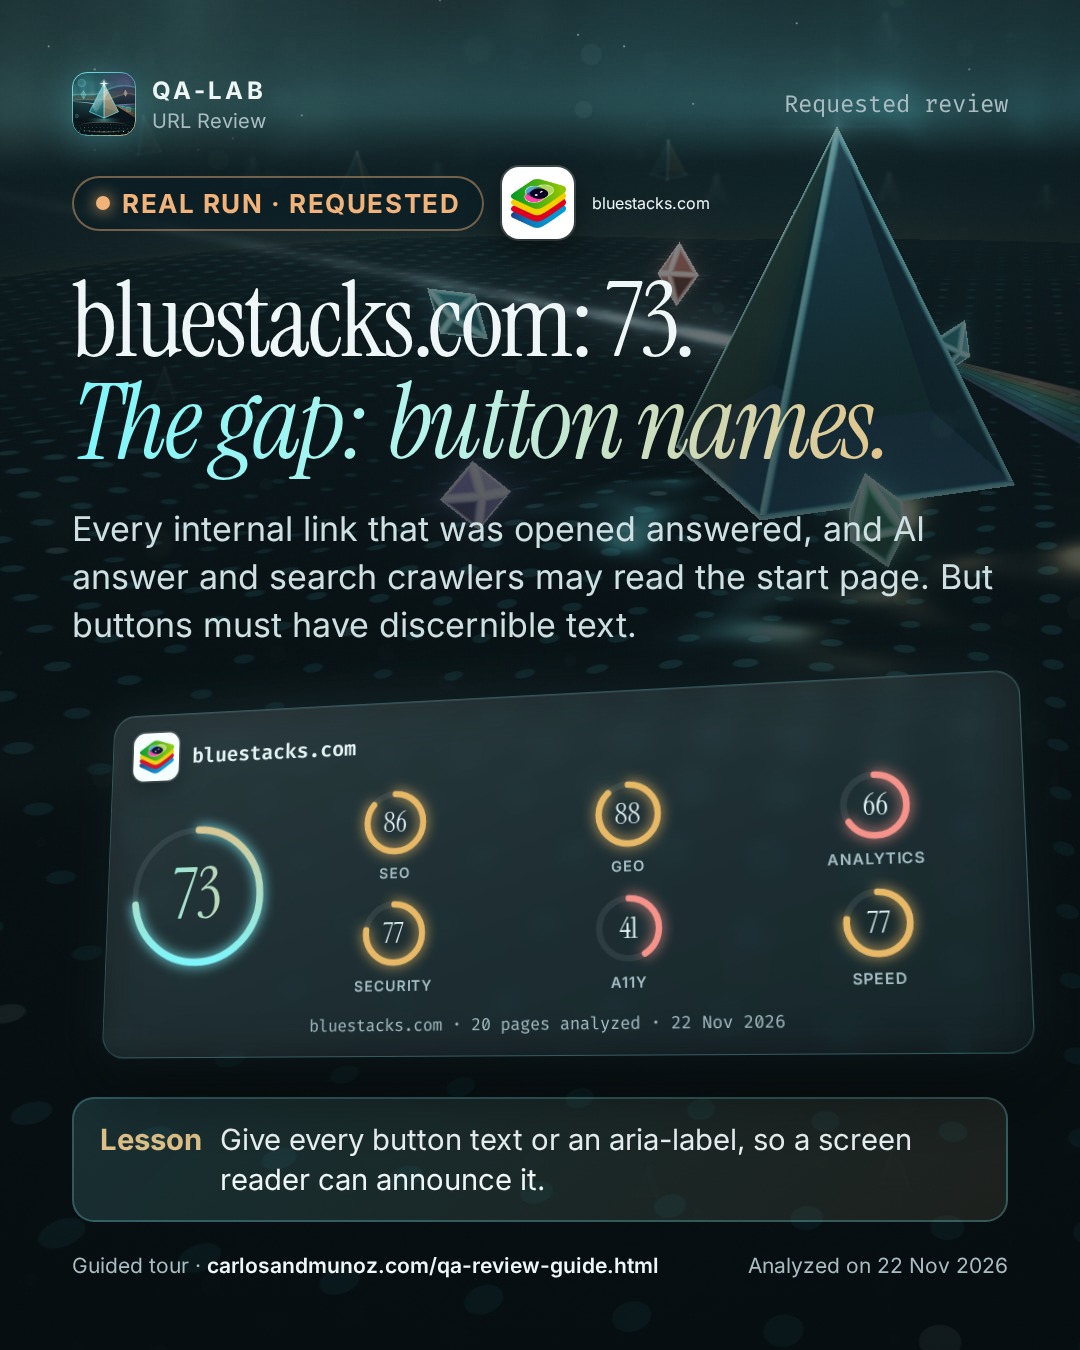 QA-LAB
URL Review
Requested review
REAL RUN · REQUESTED
bluestacks.com
bluestacks.com: 73.
The gap: button names.
Every internal link that was opened answered, and AI
answer and search crawlers may read the start page. But
buttons must have discernible text.
bluestacks.com
73
86
SEO
88
GEO
66
ANALYTICS
77
SECURITY
41
A11Y
77
SPEED
bluestacks.com · 20 pages analyzed · 22 Nov 2026
Lesson Give every button text or an aria-label, so a screen
reader can announce it.
Guided tour · carlosandmunoz.com/qa-review-guide.html
Analyzed on 22 Nov 2026